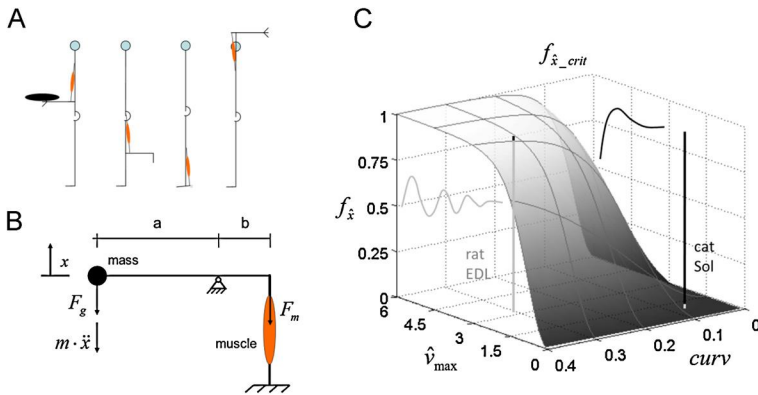 A
B
a
b
x
mass
F_g
m · ẍ
F_m
muscle
C
f_x̂_crit
f_x̂
1
0.75
0.5
0.25
0
6
4.5
3
1.5
0
v̂_max
0.4
0.3
0.2
0.1
0
curv
rat
EDL
cat
Sol